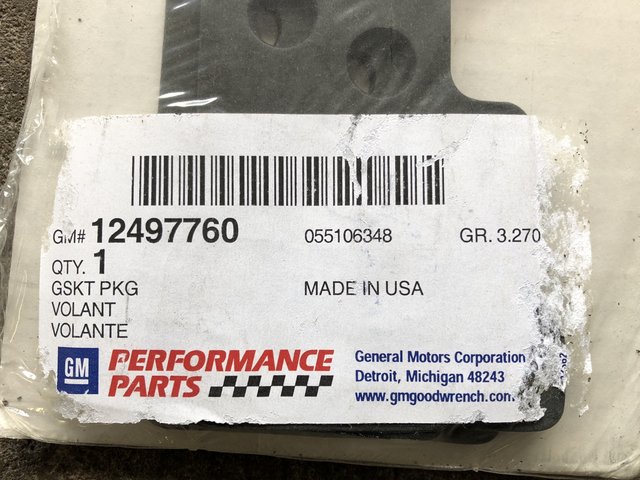 GM# 12497760 055106348 GR. 3.270
QTY. 1
GSKT PKG MADE IN USA
VOLANT
VOLANTE
GM PERFORMANCE PARTS
General Motors Corporation
Detroit, Michigan 48243
www.gmgoodwrench.com